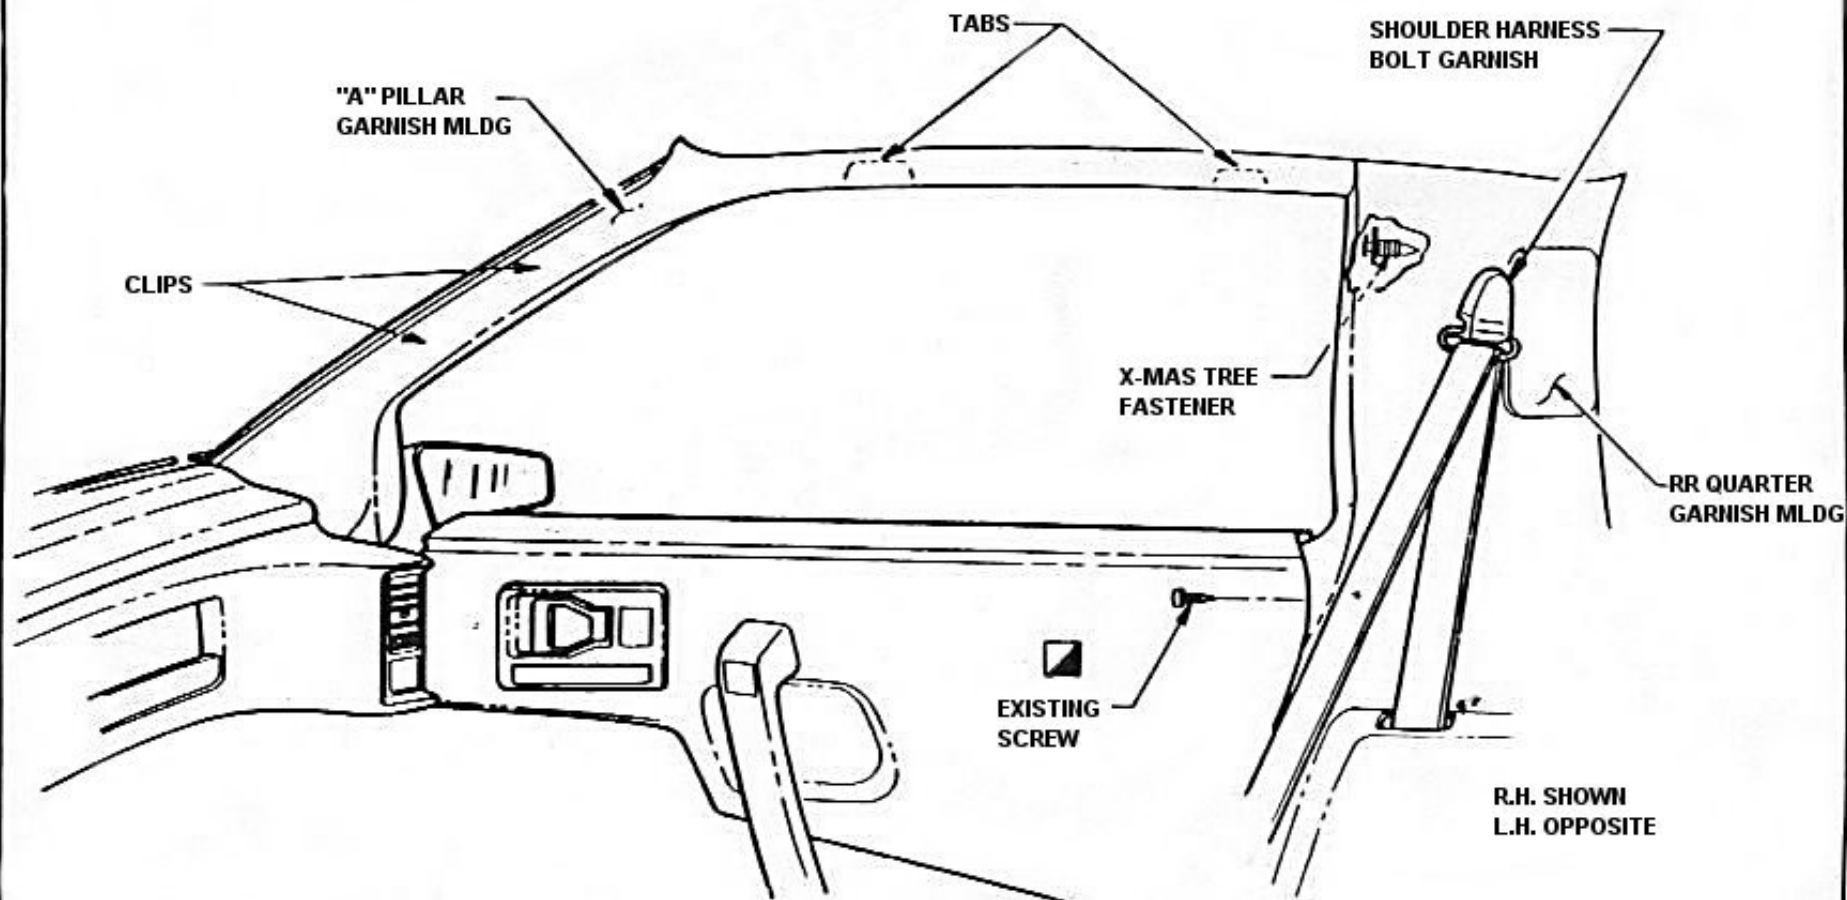 TABS
SHOULDER HARNESS
BOLT GARNISH
"A" PILLAR
GARNISH MLDG
CLIPS
X-MAS TREE
FASTENER
RR QUARTER
GARNISH MLDG
EXISTING
SCREW
R.H. SHOWN
L.H. OPPOSITE